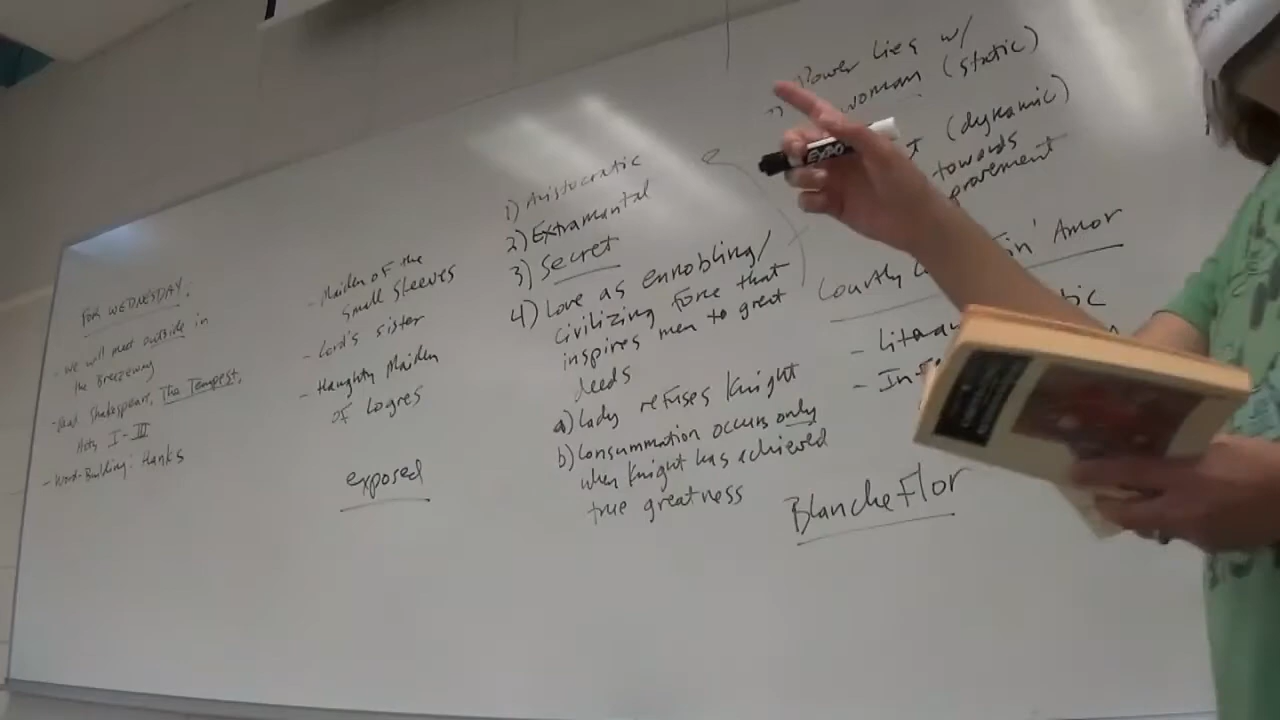 FOR WEDNESDAY:
- we will meet outside in
the Breezeway
- Read Shakespeare, The Tempest,
Acts I-III
- Word-Building: Hanks
- Maiden of the
Small Sleeves
- Lord's sister
- Haughty Maiden
of Logres
exposed
1) Aristocratic
2) Extramarital
3) Secret
4) Love as ennobling/
civilizing force that
inspires men to great
deeds
a) Lady refuses Knight
b) Consummation occurs only
when Knight has achieved
true greatness
Power lies w/
woman (static)
(dynamic)
towards
Courtly
Fin' Amor
BlancheFlor
EXPO